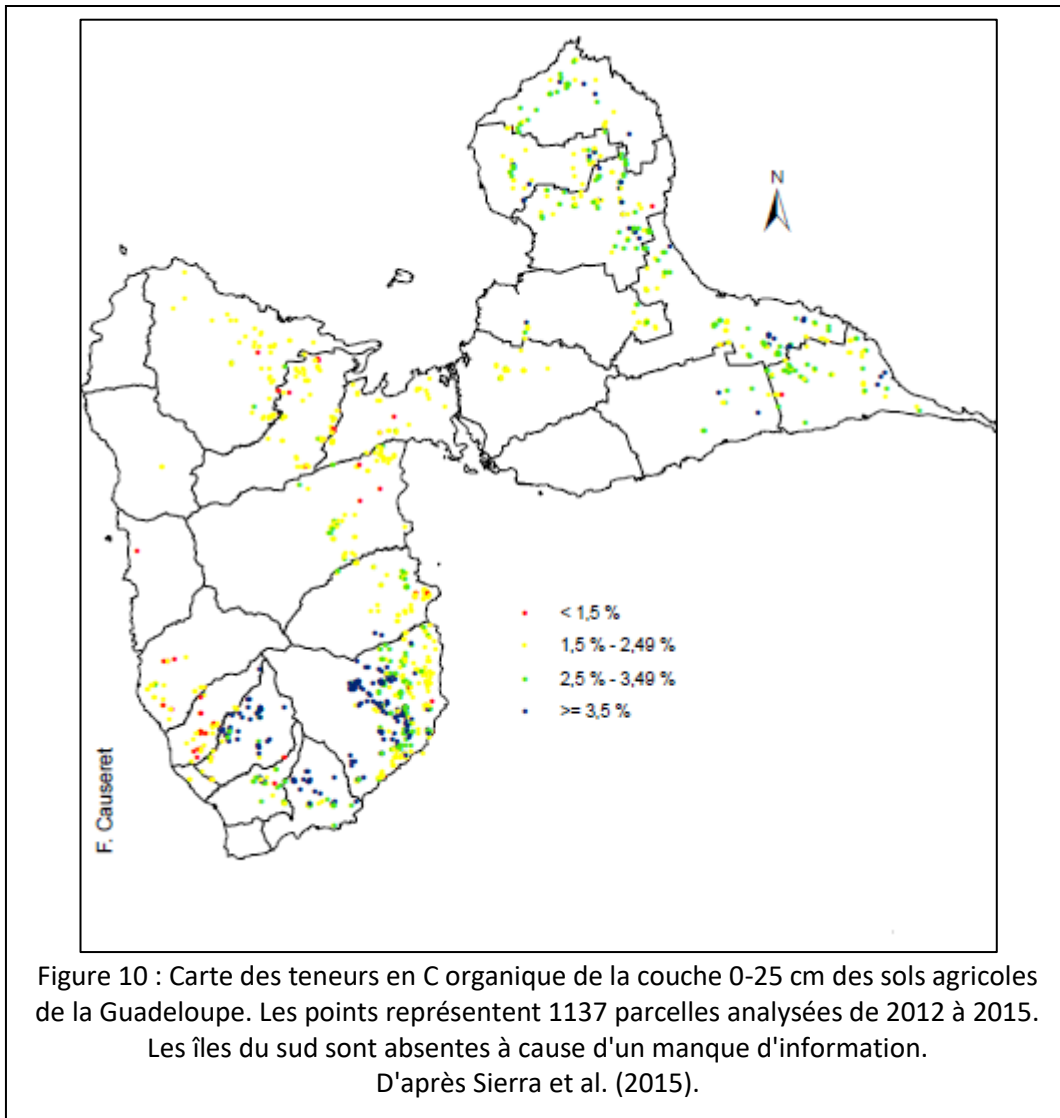 N
< 1,5 %
1,5 % - 2,49 %
2,5 % - 3,49 %
>= 3,5 %
F. Causeret
Figure 10 : Carte des teneurs en C organique de la couche 0-25 cm des sols agricoles
de la Guadeloupe. Les points représentent 1137 parcelles analysées de 2012 à 2015.
Les îles du sud sont absentes à cause d'un manque d'information.
D'après Sierra et al. (2015).